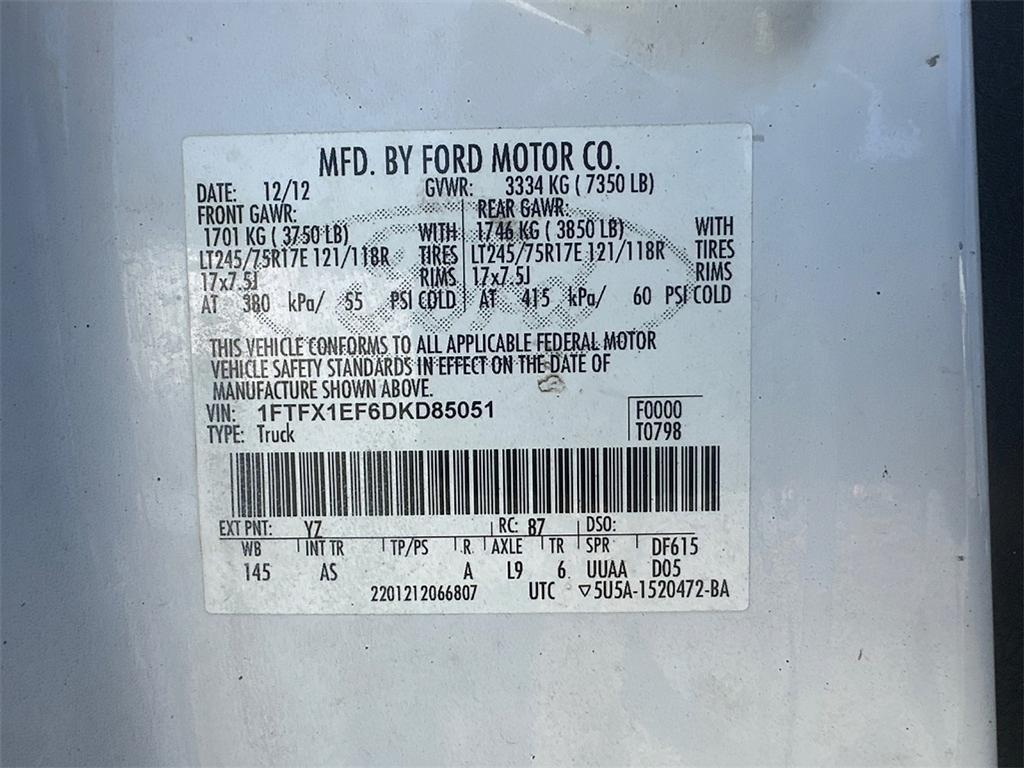 MFD. BY FORD MOTOR CO.
DATE: 12/12 GVWR: 3334 KG ( 7350 LB)
FRONT GAWR: REAR GAWR:
1701 KG ( 3750 LB) WITH 1746 KG ( 3850 LB) WITH
LT245/75R17E 121/118R TIRES LT245/75R17E 121/118R TIRES
17x7.5J RIMS 17x7.5J RIMS
AT 380 kPa/ 55 PSI COLD AT 415 kPa/ 60 PSI COLD
THIS VEHICLE CONFORMS TO ALL APPLICABLE FEDERAL MOTOR
VEHICLE SAFETY STANDARDS IN EFFECT ON THE DATE OF
MANUFACTURE SHOWN ABOVE.
VIN: 1FTFX1EF6DKD85051 F0000
TYPE: Truck T0798
EXT PNT: YZ RC: 87 DSO:
WB INT TR TP/PS R AXLE TR SPR DF615
145 AS A L9 6 UUAA D05
2201212066807 UTC ▽5U5A-1520472-BA